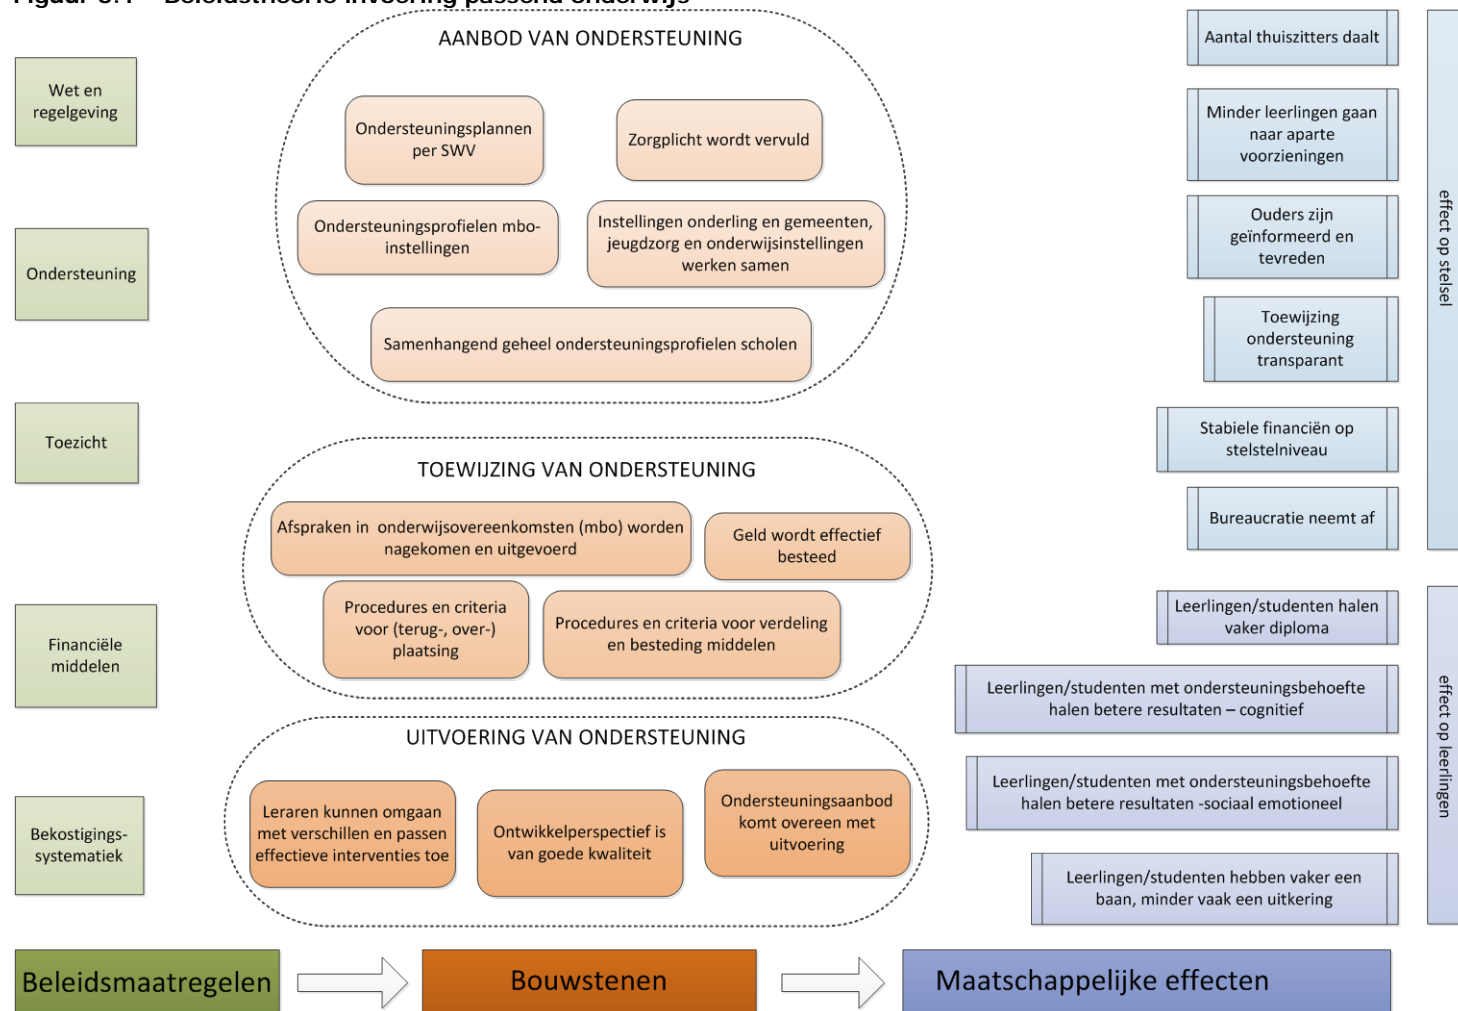 Figuur
Beleidstheorie invoering passend onderwijs
Wet en
regelgeving
Ondersteuning
Toezicht
Financiële
middelen
Bekostigings-
systematiek
AANBOD VAN ONDERSTEUNING
Ondersteuningsplannen
per SWV
Zorgplicht wordt vervuld
Ondersteuningsprofielen mbo-
instellingen
Instellingen onderling en gemeenten,
jeugdzorg en onderwijsinstellingen
werken samen
Samenhangend geheel ondersteuningsprofielen scholen
TOEWIJZING VAN ONDERSTEUNING
Afspraken in onderwijsovereenkomsten (mbo) worden
nagekomen en uitgevoerd
Geld wordt effectief
besteed
Procedures en criteria
voor (terug-, over-)
plaatsing
Procedures en criteria voor verdeling
en besteding middelen
UITVOERING VAN ONDERSTEUNING
Leraren kunnen omgaan
met verschillen en passen
effectieve interventies toe
Ontwikkelperspectief is
van goede kwaliteit
Ondersteuningsaanbod
komt overeen met
uitvoering
Aantal thuiszitters daalt
Minder leerlingen gaan
naar aparte
voorzieningen
Ouders zijn
geïnformeerd en
tevreden
Toewijzing
ondersteuning
transparant
Stabiele financiën op
stelstelniveau
Bureaucratie neemt af
effect op stelsel
Leerlingen/studenten halen
vaker diploma
Leerlingen/studenten met ondersteuningsbehoefte
halen betere resultaten – cognitief
Leerlingen/studenten met ondersteuningsbehoefte
halen betere resultaten -sociaal emotioneel
Leerlingen/studenten hebben vaker een
baan, minder vaak een uitkering
effect op leerlingen
Beleidsmaatregelen
Bouwstenen
Maatschappelijke effecten